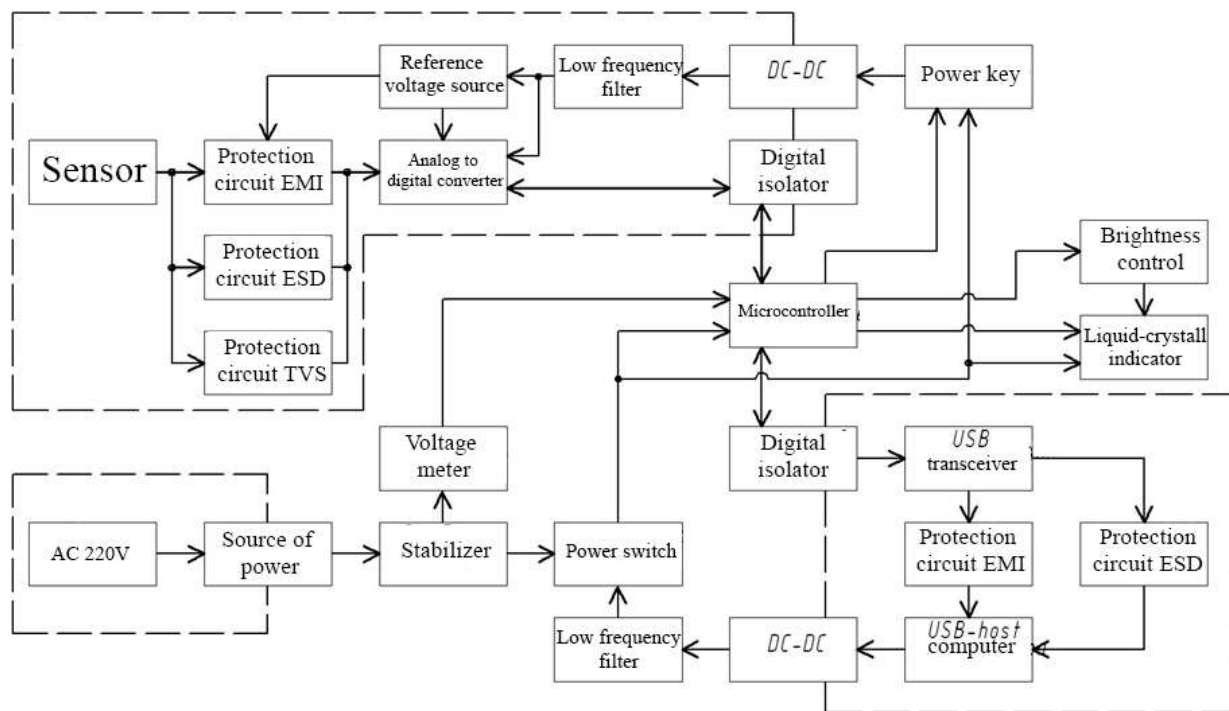 Reference
voltage source
Low frequency
filter
DC-DC
Power key
Sensor
Protection
circuit EMI
Analog to
digital converter
Digital
isolator
Protection
circuit ESD
Brightness
control
Microcontroller
Protection
circuit TVS
Liquid-crystall
indicator
Voltage
meter
Digital
isolator
USB
transceiver
AC 220V
Source of
power
Stabilizer
Power switch
Protection
circuit EMI
Protection
circuit ESD
Low frequency
filter
DC-DC
USB-host
computer